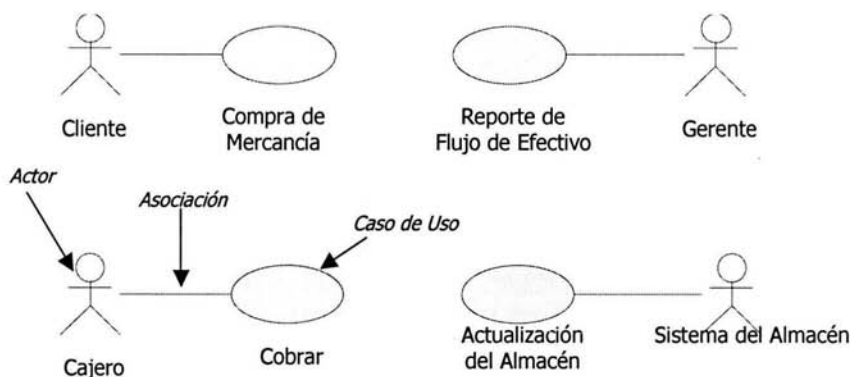 Cliente
Compra de
Mercancía
Reporte de
Flujo de Efectivo
Gerente
Actor
Asociación
Caso de Uso
Cajero
Cobrar
Actualización
del Almacén
Sistema del Almacén